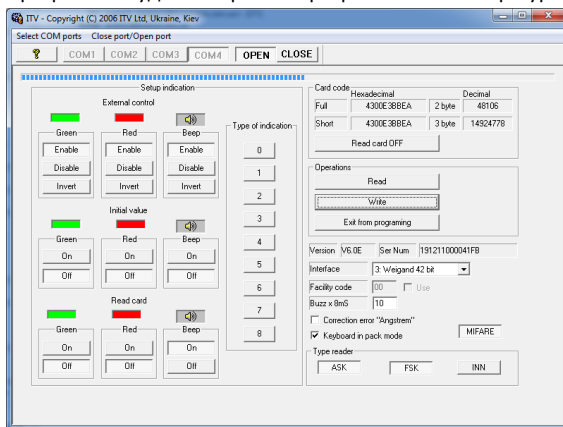 ITV - Copyright (C) 2006 ITV Ltd, Ukraine, Kiev
Select COM ports Close port/Open port
? COM1 COM2 COM3 COM4 OPEN CLOSE
Setup indication
External control
Green Red Beep
Enable Enable Enable
Disable Disable Disable
Invert Invert Invert
Initial value
Green Red Beep
On On On
Off Off Off
Read card
Green Red Beep
On On On
Off Off Off
Type of indication
0
1
2
3
4
5
6
7
8
Card code
Hexadecimal Decimal
Full 4300E3BBEA 2 byte 48106
Short 4300E3BBEA 3 byte 14924778
Read card OFF
Operations
Read
Write
Exit from programing
Version V6.0E Ser Num 191211000041FB
Interface 3: Weigand 42 bit
Facility code 00 Use
Buzz x 8mS 10
Correction error "Angstrem"
Keyboard in pack mode MIFARE
Type reader
ASK FSK INN